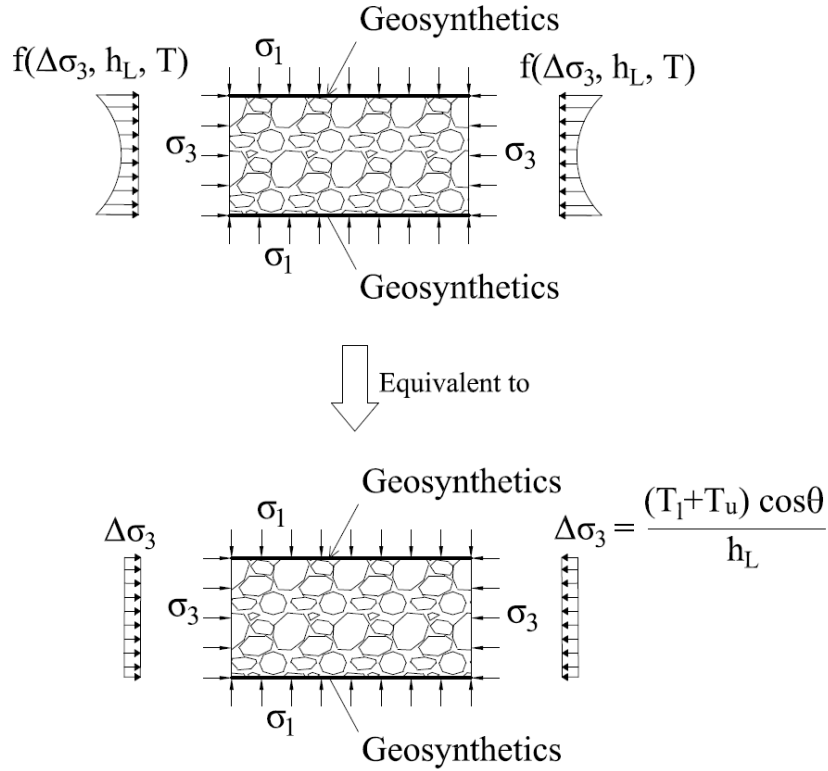 Geosynthetics
σ1
f(Δσ3, hL, T)
f(Δσ3, hL, T)
σ3
σ3
σ1
Geosynthetics
Equivalent to
Geosynthetics
σ1
Δσ3
Δσ3 = (Tl+Tu) cosθ
hL
σ3
σ3
σ1
Geosynthetics